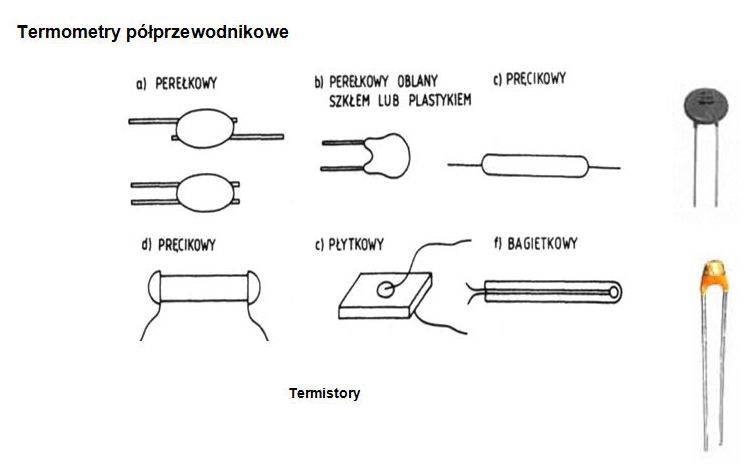 Termometry półprzewodnikowe
a) PEREŁKOWY
b) PEREŁKOWY OBLANY
SZKŁEM LUB PLASTYKIEM
c) PRĘCIKOWY
d) PRĘCIKOWY
c) PŁYTKOWY
f) BAGIETKOWY
Termistory